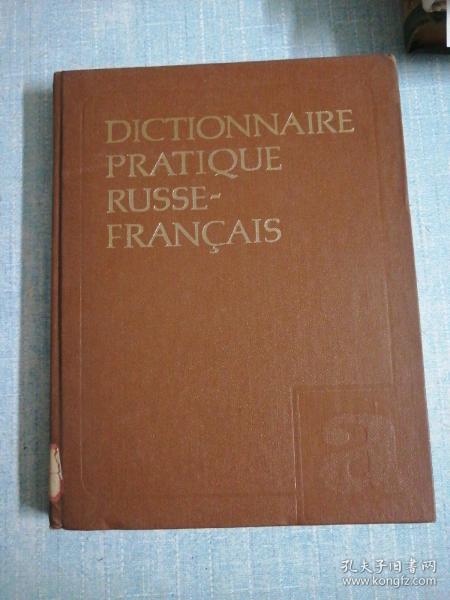 DICTIONNAIRE
PRATIQUE
RUSSE-
FRANÇAIS
a
孔夫子旧书网
www.kongfz.com